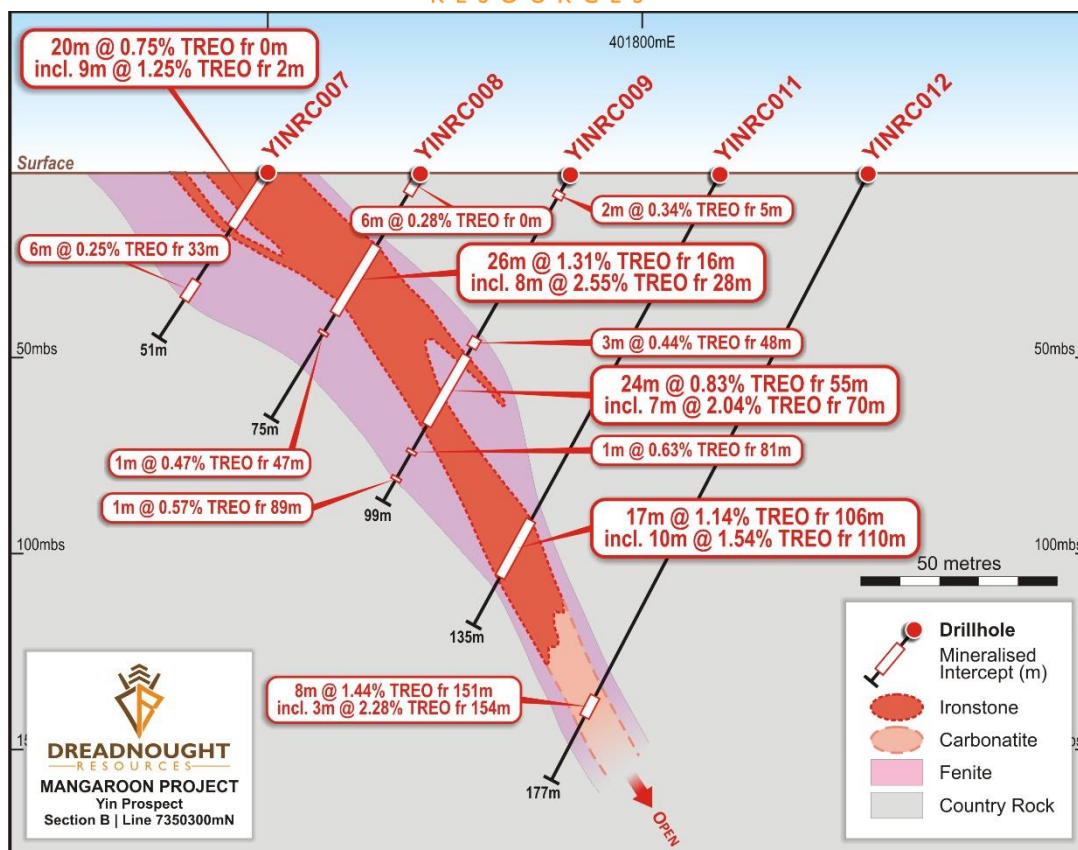 RESOURCES
20m @ 0.75% TREO fr 0m
incl. 9m @ 1.25% TREO fr 2m
401800mE
YINRC007
YINRC008
YINRC009
YINRC011
YINRC012
Surface
6m @ 0.28% TREO fr 0m
2m @ 0.34% TREO fr 5m
6m @ 0.25% TREO fr 33m
26m @ 1.31% TREO fr 16m
incl. 8m @ 2.55% TREO fr 28m
50mbs
51m
3m @ 0.44% TREO fr 48m
50mbs
24m @ 0.83% TREO fr 55m
incl. 7m @ 2.04% TREO fr 70m
75m
1m @ 0.47% TREO fr 47m
1m @ 0.63% TREO fr 81m
1m @ 0.57% TREO fr 89m
99m
17m @ 1.14% TREO fr 106m
incl. 10m @ 1.54% TREO fr 110m
100mbs
100mbs
50 metres
135m
Drillhole
Mineralised
Intercept (m)
Ironstone
Carbonatite
Fenite
Country Rock
8m @ 1.44% TREO fr 151m
incl. 3m @ 2.28% TREO fr 154m
177m
OPEN
DREADNOUGHT
RESOURCES
MANGAROON PROJECT
Yin Prospect
Section B | Line 7350300mN